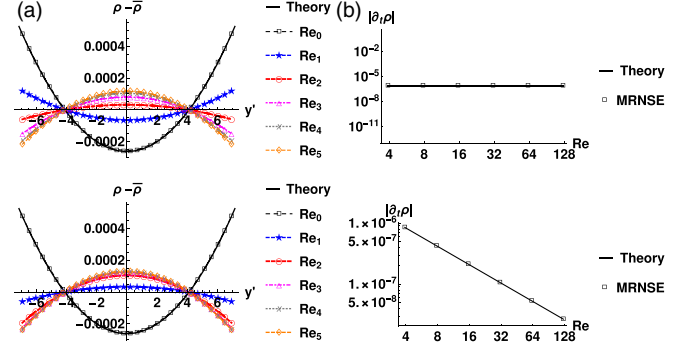 (a)
ρ − ρ̅
0.0004
0.0002
−0.0002
−6 −4 −2 0 2 4 6
y'
Theory
Re₀
Re₁
Re₂
Re₃
Re₄
Re₅
(b)
|∂ₜρ|
10⁻²
10⁻⁵
10⁻⁸
10⁻¹¹
4 8 16 32 64 128
Re
Theory
MRNSE
ρ − ρ̅
0.0004
0.0002
−0.0002
−6 −4 −2 0 2 4 6
y'
Theory
Re₀
Re₁
Re₂
Re₃
Re₄
Re₅
|∂ₜρ|
1.×10⁻⁶
5.×10⁻⁷
1.×10⁻⁷
5.×10⁻⁸
4 8 16 32 64 128
Re
Theory
MRNSE